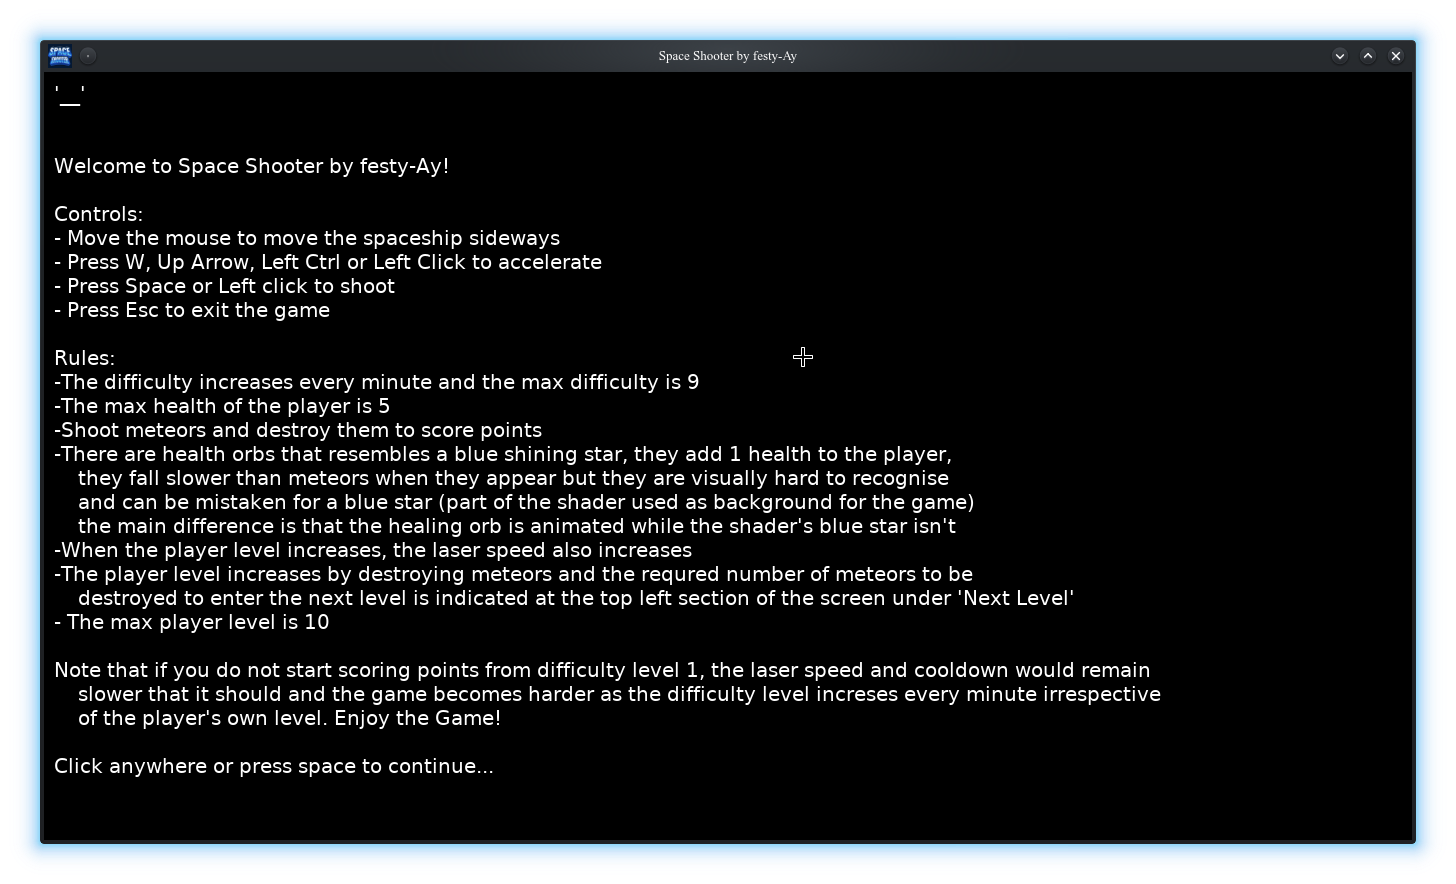 SPACE SHOOTER
Space Shooter by festy-Ay
Welcome to Space Shooter by festy-Ay!
Controls:
- Move the mouse to move the spaceship sideways
- Press W, Up Arrow, Left Ctrl or Left Click to accelerate
- Press Space or Left click to shoot
- Press Esc to exit the game
Rules:
-The difficulty increases every minute and the max difficulty is 9
-The max health of the player is 5
-Shoot meteors and destroy them to score points
-There are health orbs that resembles a blue shining star, they add 1 health to the player,
they fall slower than meteors when they appear but they are visually hard to recognise
and can be mistaken for a blue star (part of the shader used as background for the game)
the main difference is that the healing orb is animated while the shader's blue star isn't
-When the player level increases, the laser speed also increases
-The player level increases by destroying meteors and the requred number of meteors to be
destroyed to enter the next level is indicated at the top left section of the screen under 'Next Level'
- The max player level is 10
Note that if you do not start scoring points from difficulty level 1, the laser speed and cooldown would remain
slower that it should and the game becomes harder as the difficulty level increses every minute irrespective
of the player's own level. Enjoy the Game!
Click anywhere or press space to continue...